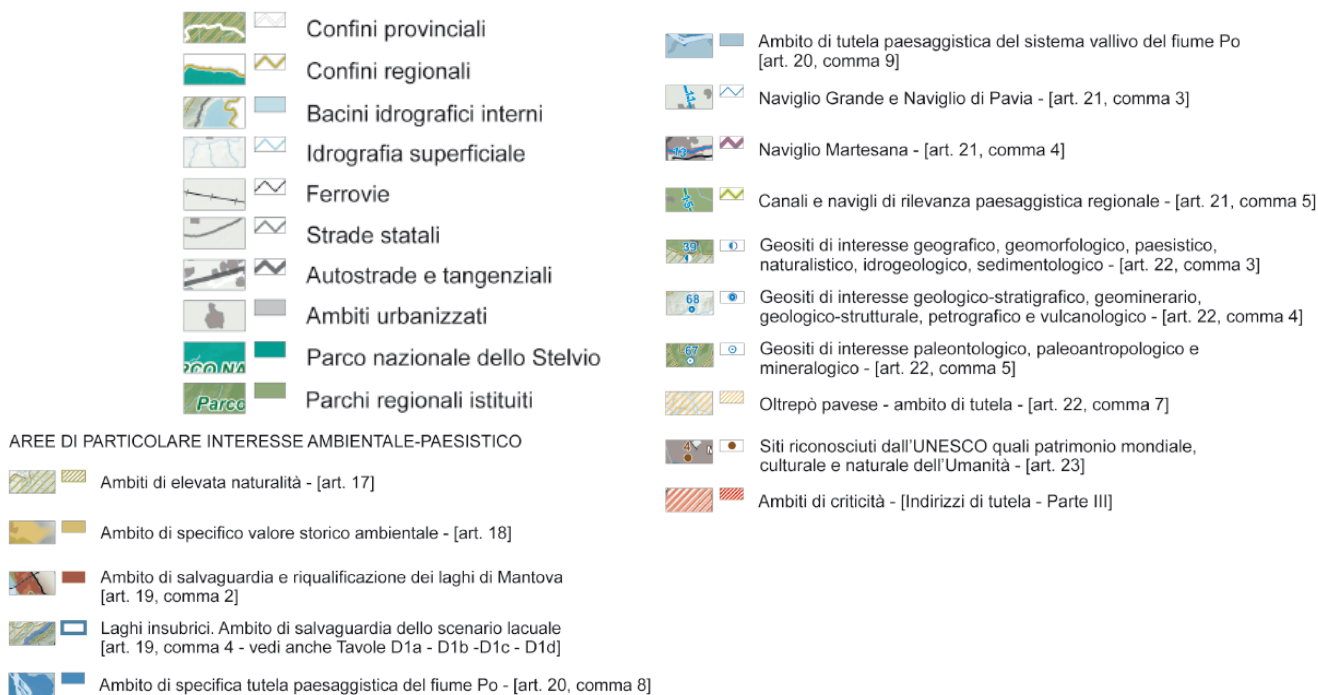 Confini provinciali
Confini regionali
Bacini idrografici interni
Idrografia superficiale
Ferrovie
Strade statali
Autostrade e tangenziali
Ambiti urbanizzati
RCO NA
Parco nazionale dello Stelvio
Parco
Parchi regionali istituiti
AREE DI PARTICOLARE INTERESSE AMBIENTALE-PAESISTICO
Ambiti di elevata naturalità - [art. 17]
Ambito di specifico valore storico ambientale - [art. 18]
Ambito di salvaguardia e riqualificazione dei laghi di Mantova
[art. 19, comma 2]
Laghi insubrici. Ambito di salvaguardia dello scenario lacuale
[art. 19, comma 4 - vedi anche Tavole D1a - D1b -D1c - D1d]
Ambito di specifica tutela paesaggistica del fiume Po - [art. 20, comma 8]
Ambito di tutela paesaggistica del sistema vallivo del fiume Po
[art. 20, comma 9]
11
Naviglio Grande e Naviglio di Pavia - [art. 21, comma 3]
13
Naviglio Martesana - [art. 21, comma 4]
15
Canali e navigli di rilevanza paesaggistica regionale - [art. 21, comma 5]
39
Geositi di interesse geografico, geomorfologico, paesistico,
naturalistico, idrogeologico, sedimentologico - [art. 22, comma 3]
68
Geositi di interesse geologico-stratigrafico, geominerario,
geologico-strutturale, petrografico e vulcanologico - [art. 22, comma 4]
67
Geositi di interesse paleontologico, paleoantropologico e
mineralogico - [art. 22, comma 5]
Oltrepò pavese - ambito di tutela - [art. 22, comma 7]
4 M
Siti riconosciuti dall'UNESCO quali patrimonio mondiale,
culturale e naturale dell'Umanità - [art. 23]
Ambiti di criticità - [Indirizzi di tutela - Parte III]